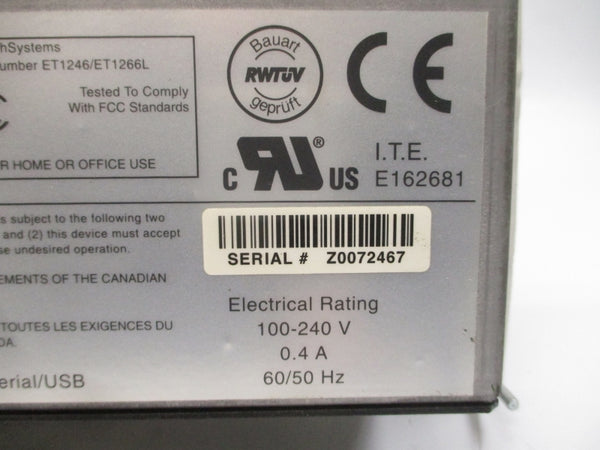 hSystems
umber ET1246/ET1266L
Tested To Comply
With FCC Standards
R HOME OR OFFICE USE
Bauart
RWTÜV
geprüft
CE
C RU® US
I.T.E.
E162681
s subject to the following two
and (2) this device must accept
se undesired operation.
EMENTS OF THE CANADIAN
TOUTES LES EXIGENCES DU
DA.
erial/USB
SERIAL # Z0072467
Electrical Rating
100-240 V
0.4 A
60/50 Hz